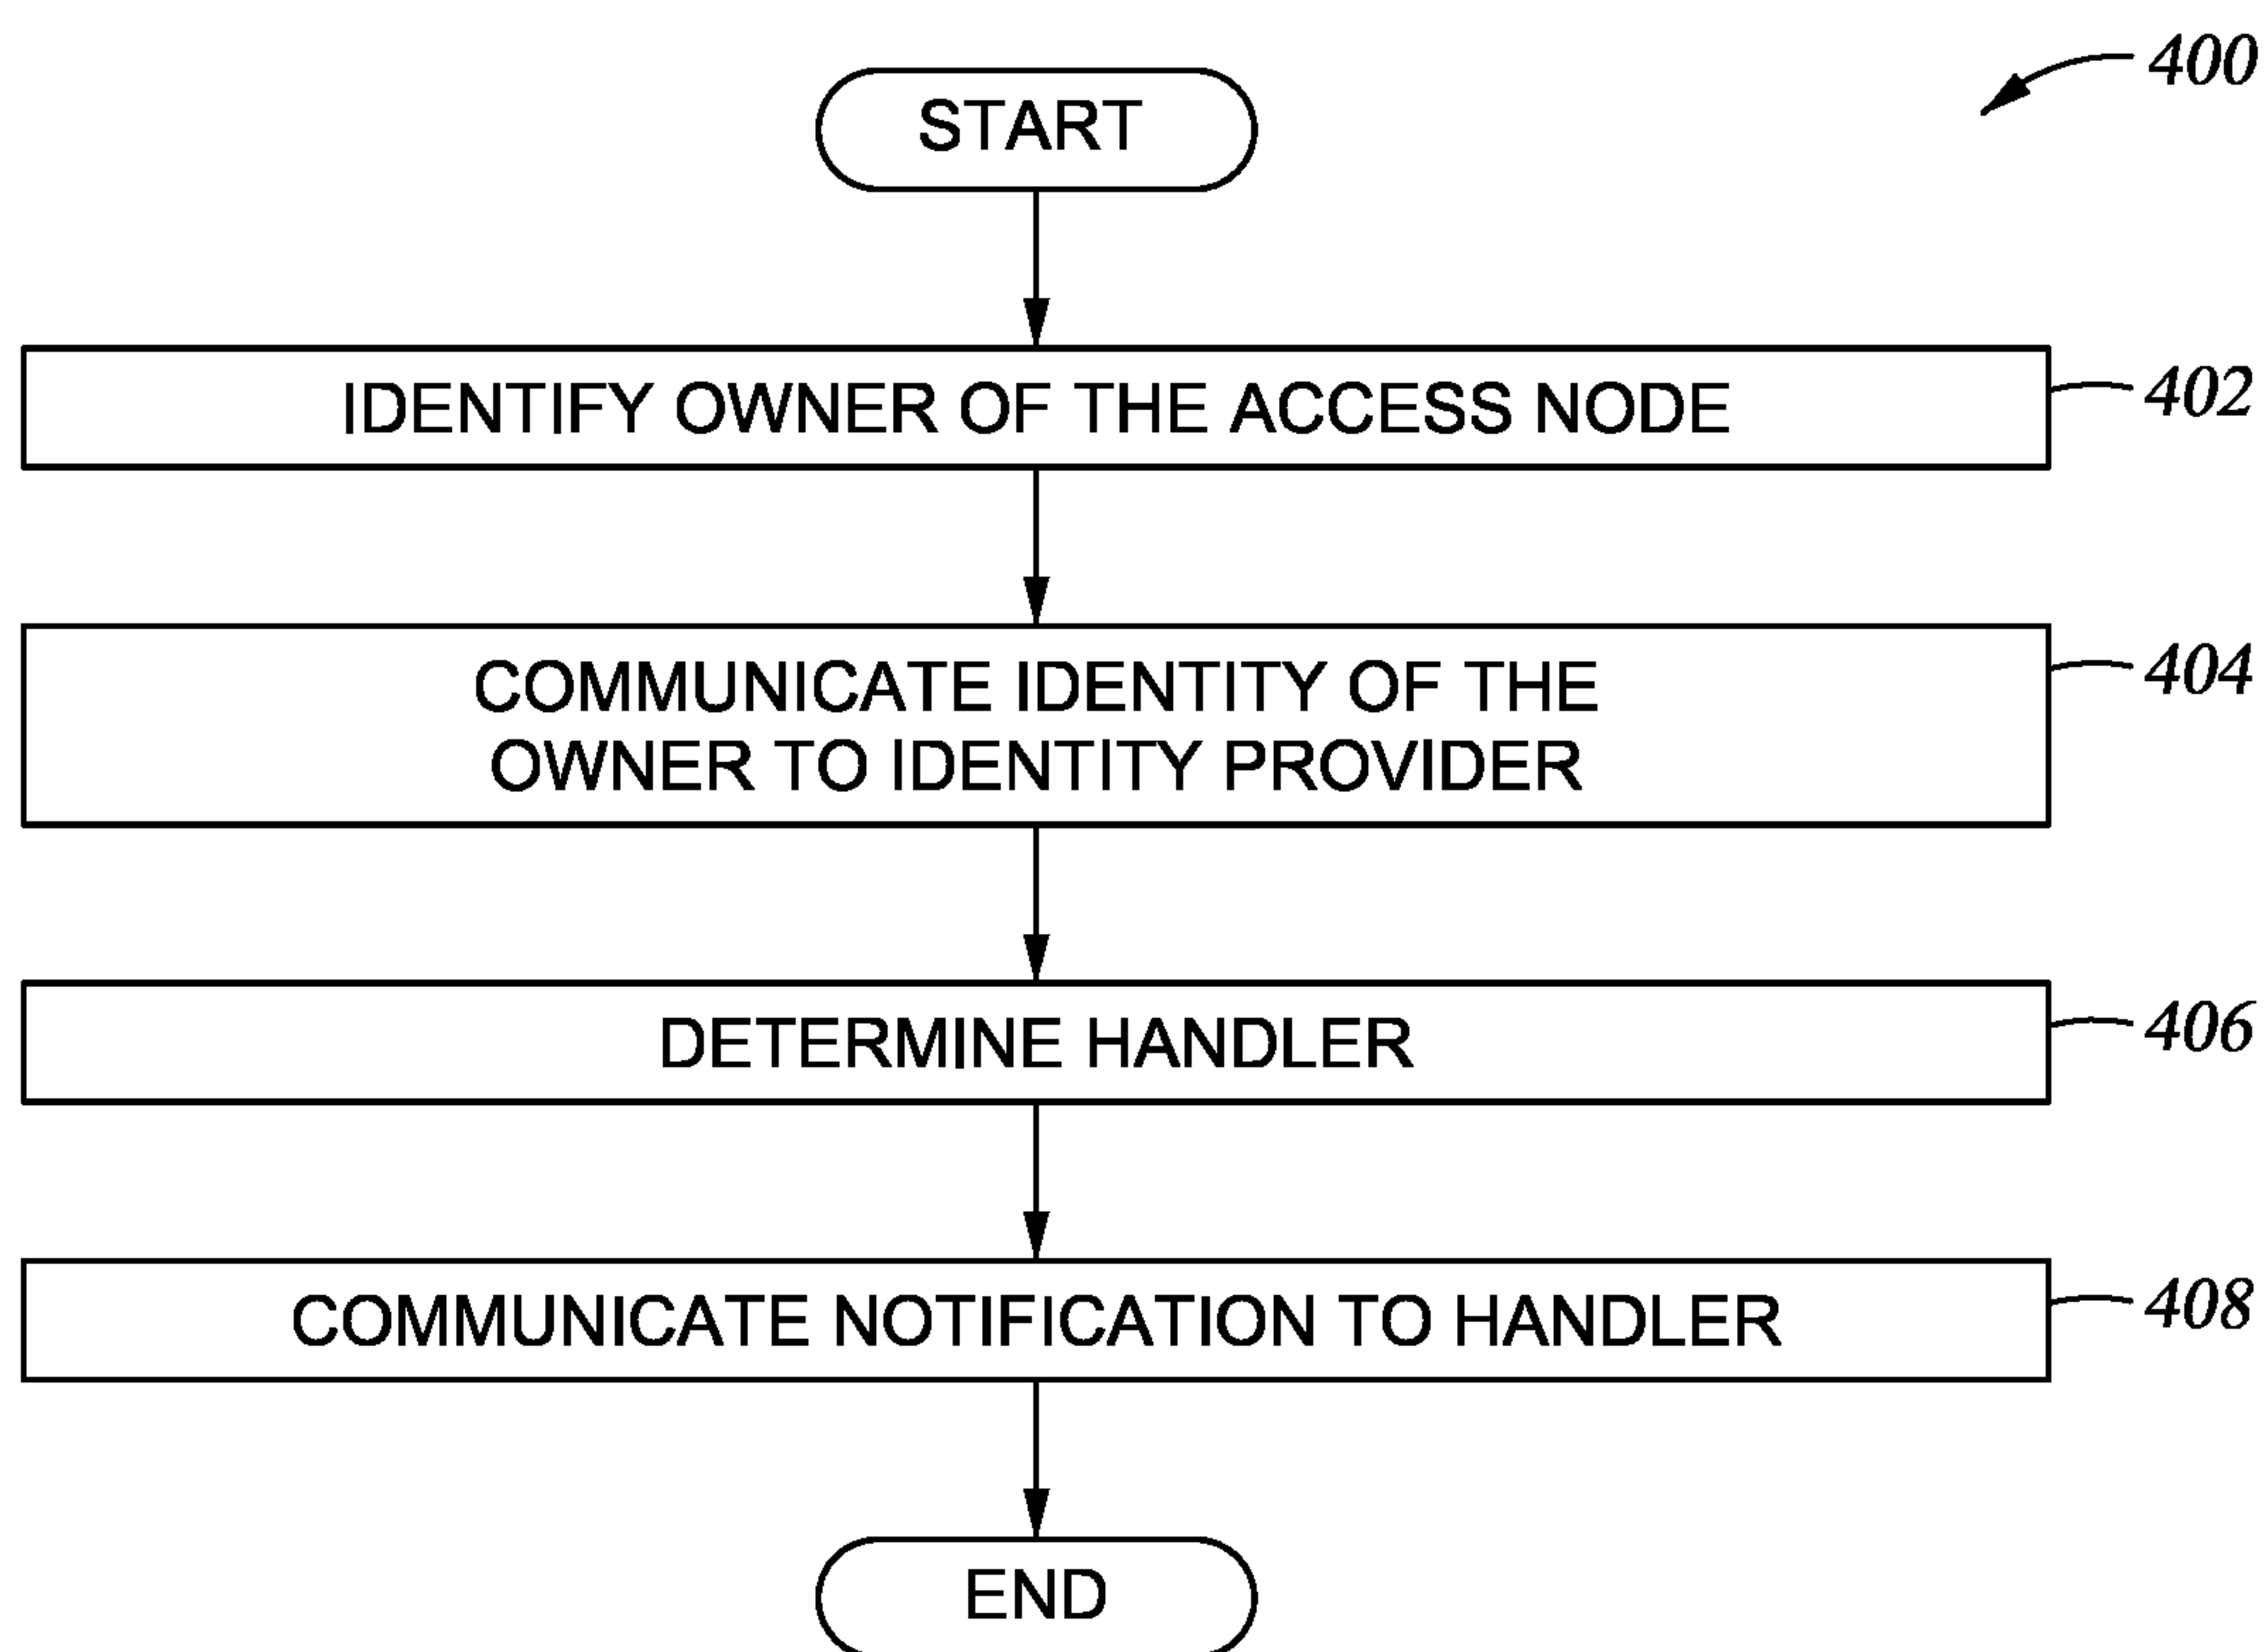 400
START
IDENTIFY OWNER OF THE ACCESS NODE
402
COMMUNICATE IDENTITY OF THE
OWNER TO IDENTITY PROVIDER
404
DETERMINE HANDLER
406
COMMUNICATE NOTIFICATION TO HANDLER
408
END